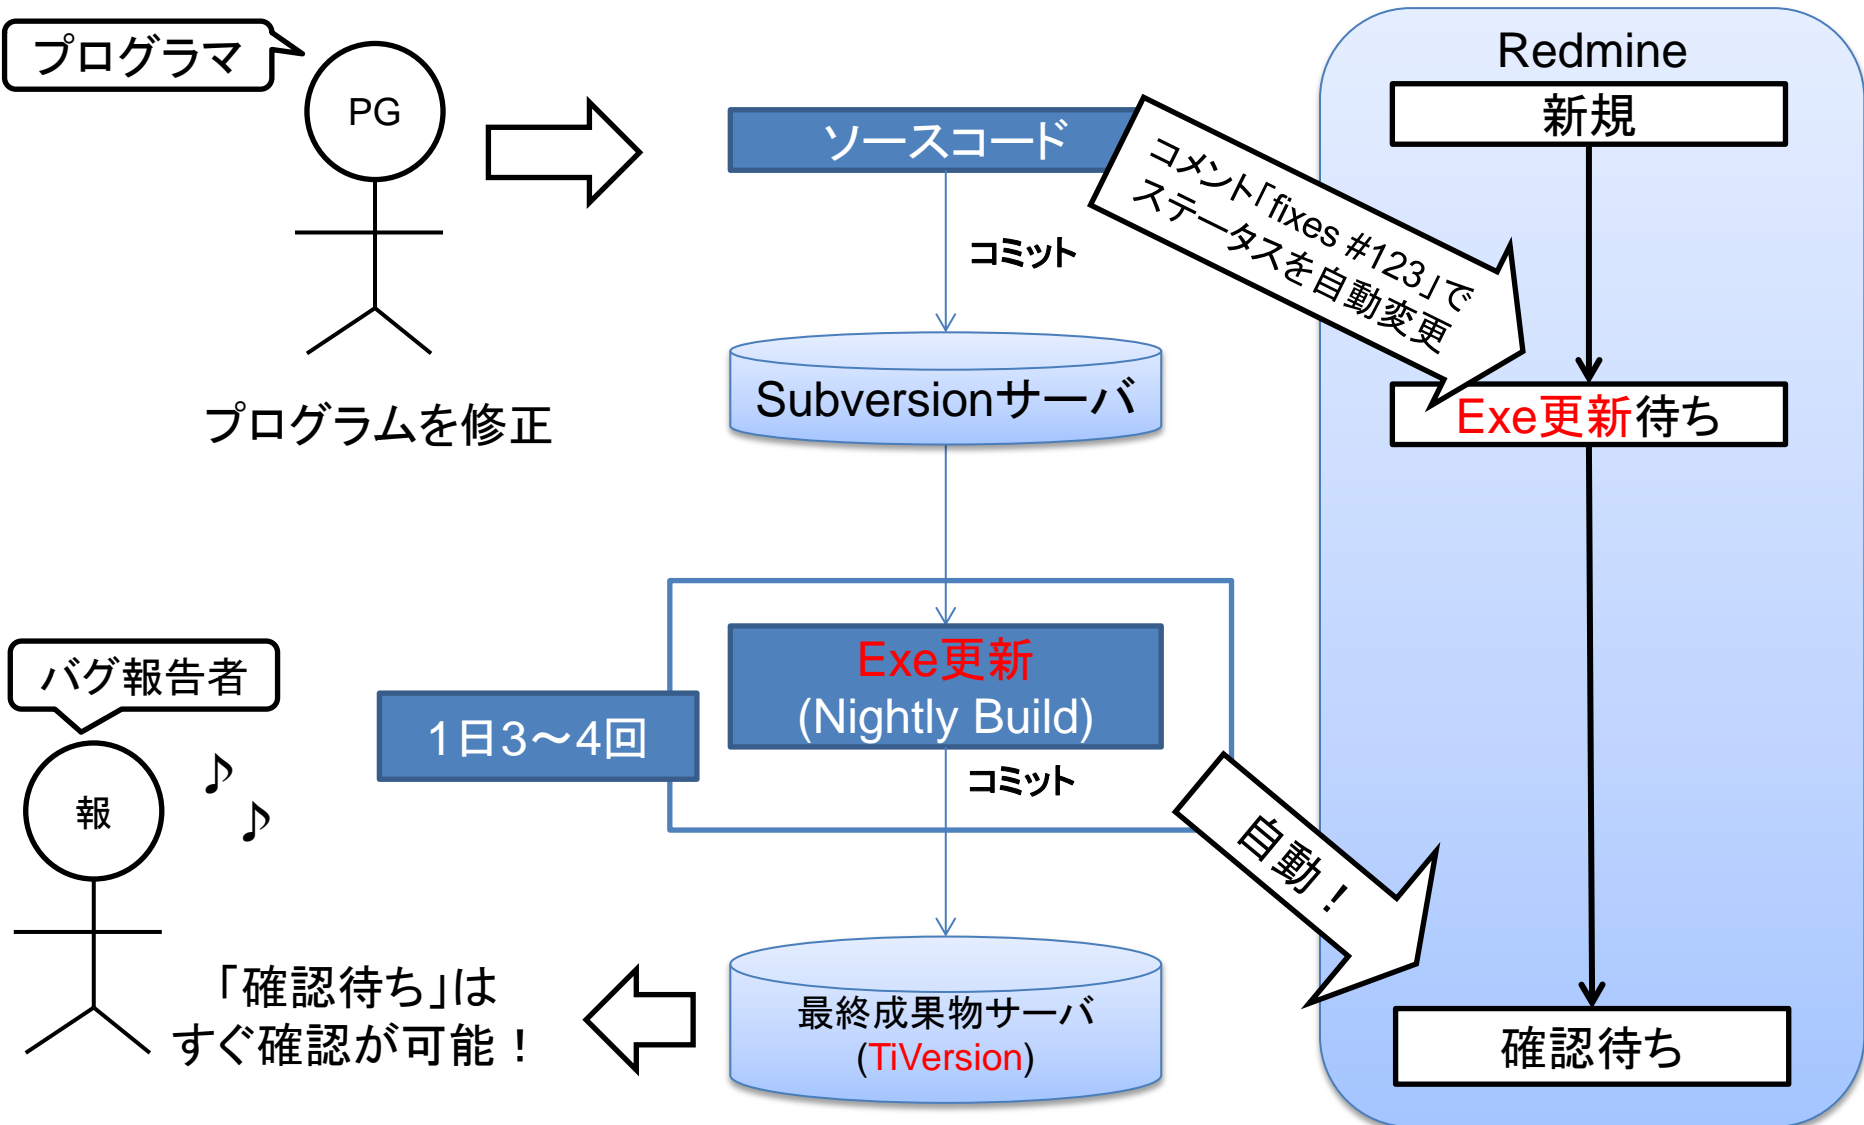 プログラマ
PG
プログラムを修正
ソースコード
コミット
Subversionサーバ
コメント「fixes #123」で
ステータスを自動変更
Redmine
新規
Exe更新待ち
確認待ち
Exe更新
(Nightly Build)
1日3～4回
コミット
自動！
最終成果物サーバ
(TiVersion)
バグ報告者
報
♪
♪
「確認待ち」は
すぐ確認が可能！